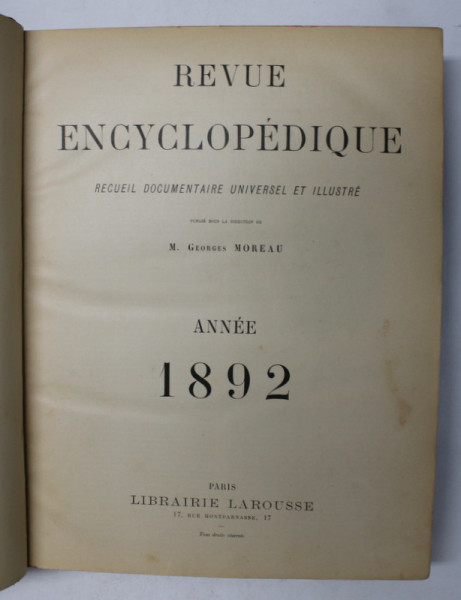 REVUE
ENCYCLOPÉDIQUE
RECUEIL DOCUMENTAIRE UNIVERSEL ET ILLUSTRÉ
PUBLIÉ SOUS LA DIRECTION DE
M. GEORGES MOREAU
ANNÉE
1892
PARIS
LIBRAIRIE LAROUSSE
17, RUE MONTPARNASSE, 17
Tous droits réservés